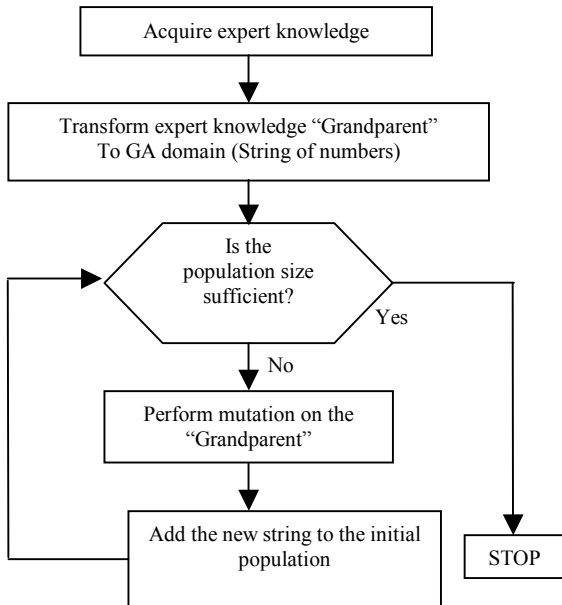 Acquire expert knowledge
Transform expert knowledge “Grandparent”
To GA domain (String of numbers)
Is the
population size
sufficient?
Yes
No
Perform mutation on the
“Grandparent”
Add the new string to the initial
population
STOP